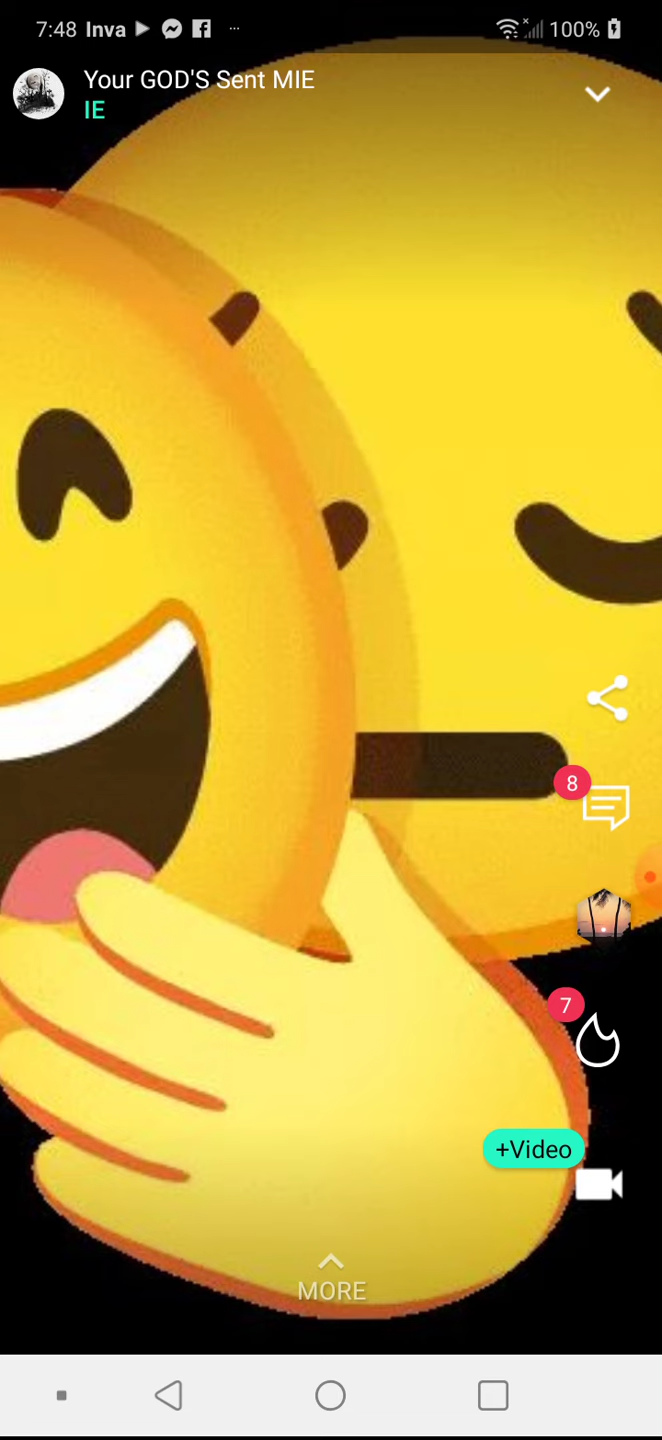 7:48 Inva ... 100%
Your GOD'S Sent MIE
IE
8
7
+Video
MORE